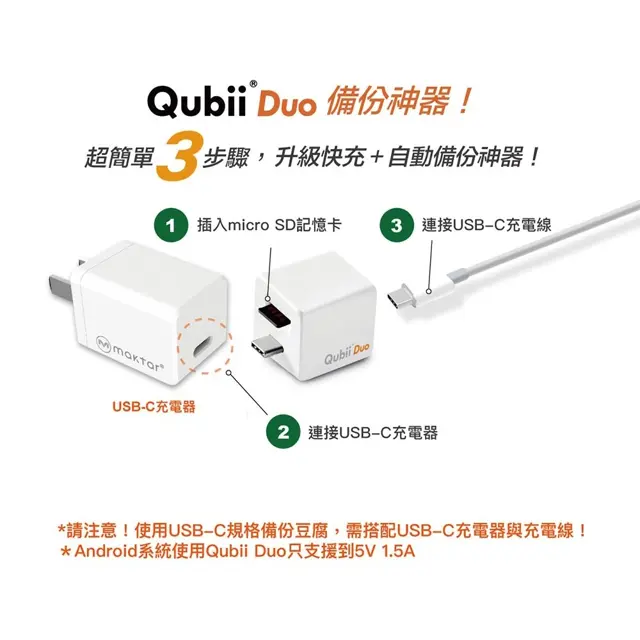 Qubii® Duo 備份神器！
超簡單3步驟，升級快充＋自動備份神器！
1 插入micro SD記憶卡
3 連接USB-C充電線
maktar®
Qubii Duo
USB-C充電器
2 連接USB-C充電器
*請注意！使用USB-C規格備份豆腐，需搭配USB-C充電器與充電線！
＊Android系統使用Qubii Duo只支援到5V 1.5A